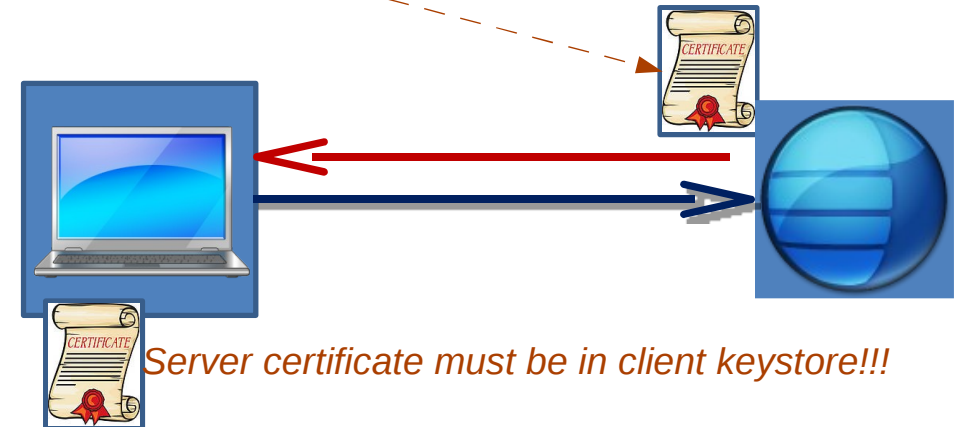 CERTIFICATE
CERTIFICATE
Server certificate must be in client keystore!!!